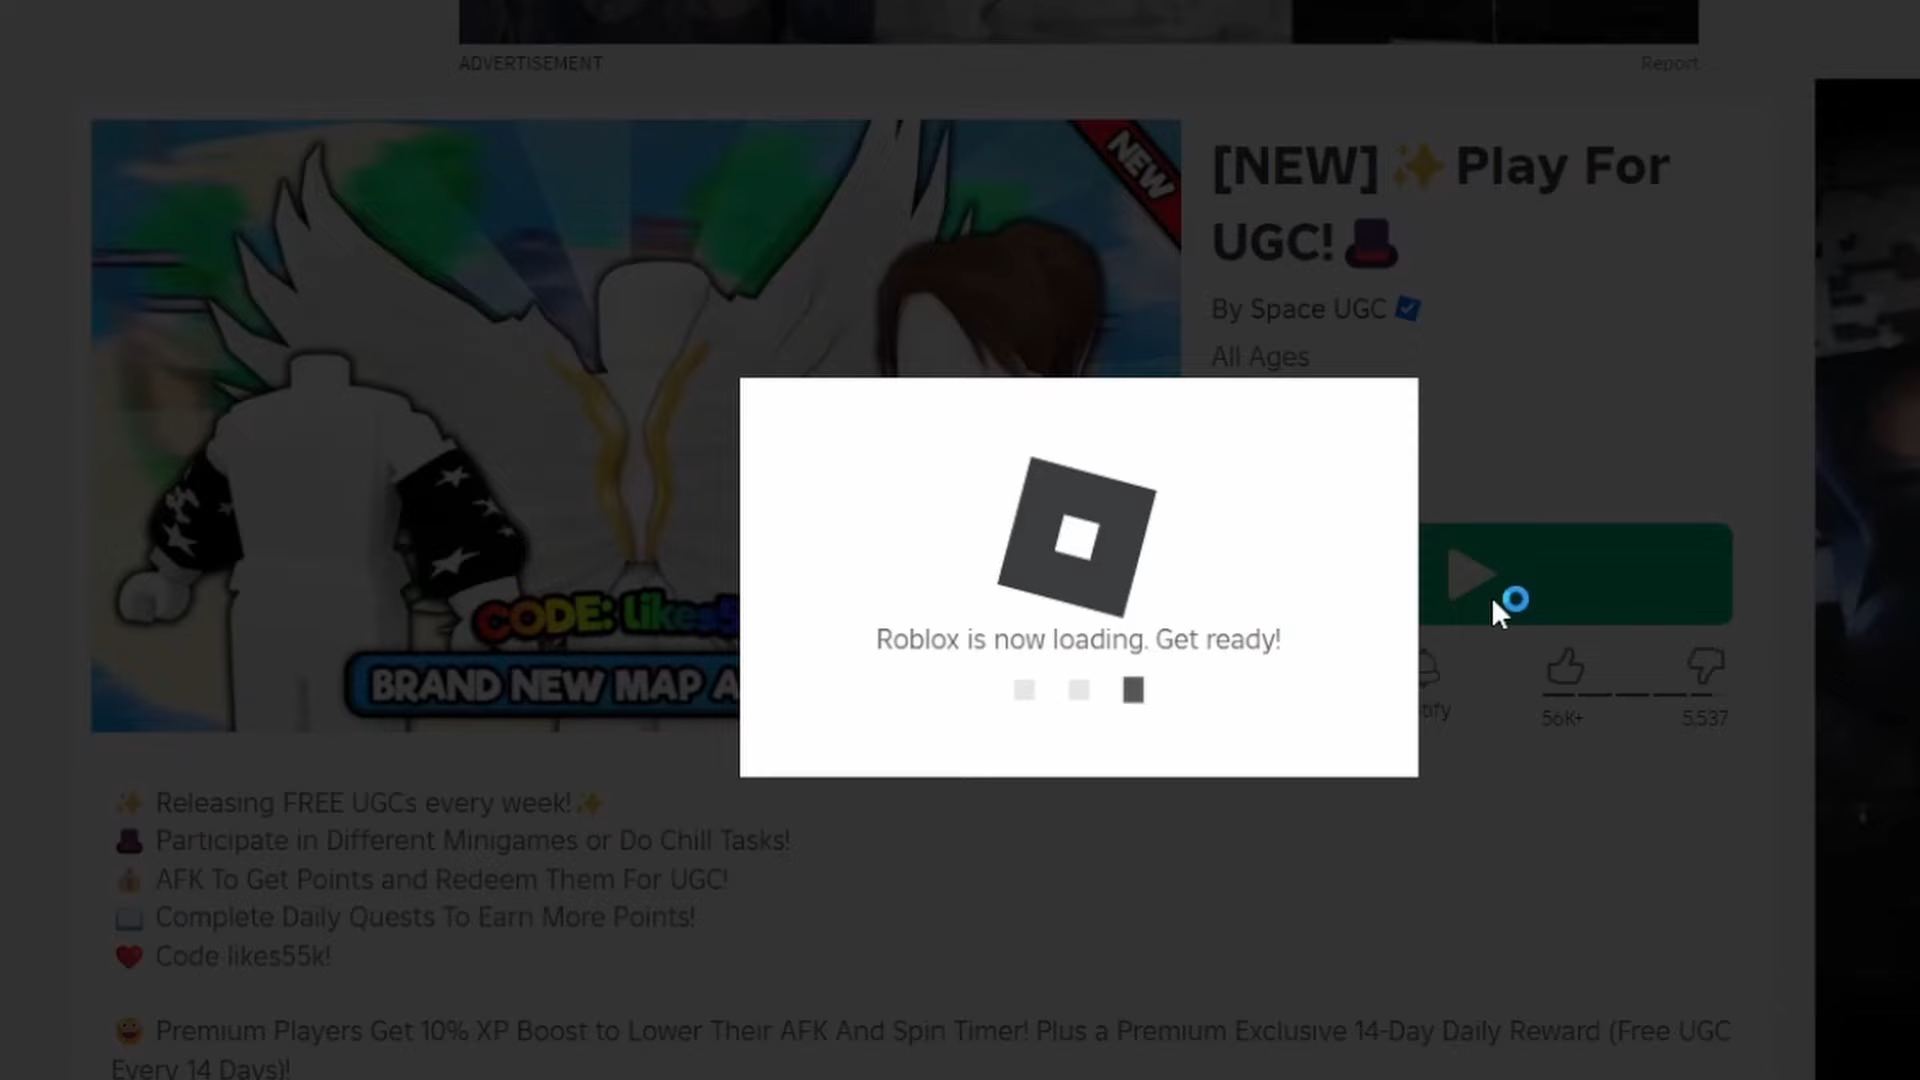 ADVERTISEMENT
Report
NEW
[NEW]✨Play For
UGC!
By Space UGC
All Ages
CODE: likes5
BRAND NEW MAP A
Roblox is now loading. Get ready!
tify
56K+
5,537
✨ Releasing FREE UGCs every week!✨
Participate in Different Minigames or Do Chill Tasks!
💰 AFK To Get Points and Redeem Them For UGC!
Complete Daily Quests To Earn More Points!
❤️ Code likes55k!
Premium Players Get 10% XP Boost to Lower Their AFK And Spin Timer! Plus a Premium Exclusive 14-Day Daily Reward (Free UGC
Every 14 Days)!